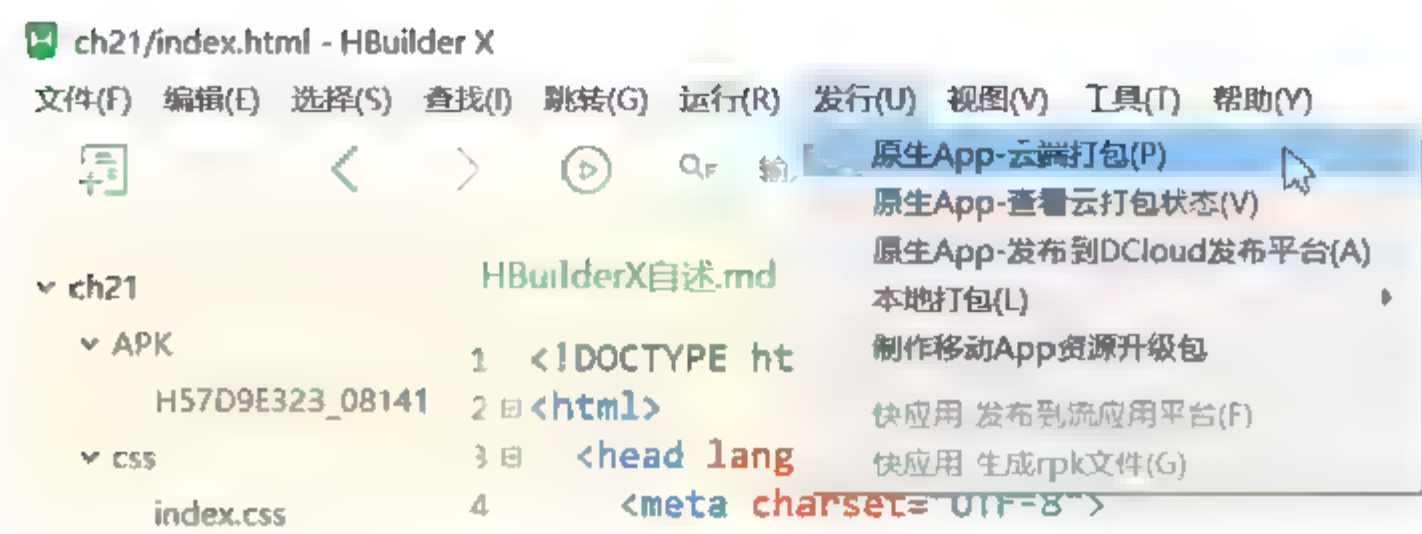 ch21/index.html - HBuilder X
文件(F) 编辑(E) 选择(S) 查找(I) 跳转(G) 运行(R) 发行(U) 视图(V) 工具(T) 帮助(Y)
原生App-云端打包(P)
原生App-查看云打包状态(V)
原生App-发布到DCloud发布平台(A)
本地打包(L)
制作移动App资源升级包
快应用 发布到流应用平台(F)
快应用 生成rpk文件(G)
输
ch21
APK
H57D9E323_08141
css
index.css
HBuilderX自述.md
1 <!DOCTYPE ht
2 <html>
3 <head lang
4 <meta charset="UTF-8">